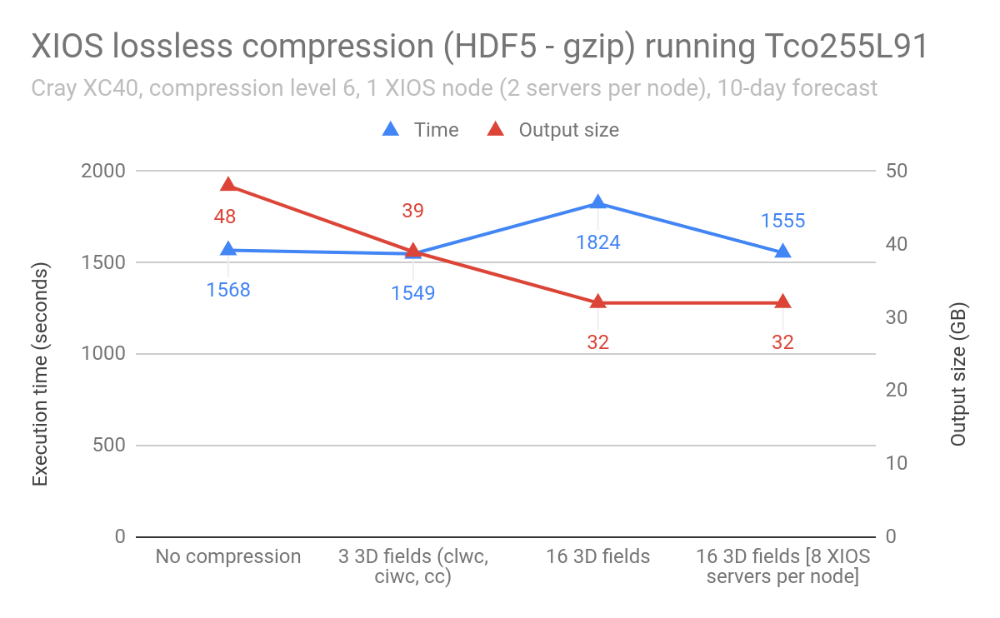 XIOS lossless compression (HDF5 - gzip) running Tco255L91
Cray XC40, compression level 6, 1 XIOS node (2 servers per node), 10-day forecast
Time
Output size
2000
1500
1000
500
0
Execution time (seconds)
50
40
30
20
10
0
Output size (GB)
48
39
32
32
1568
1549
1824
1555
No compression
3 3D fields (clwc,
ciwc, cc)
16 3D fields
16 3D fields [8 XIOS
servers per node]